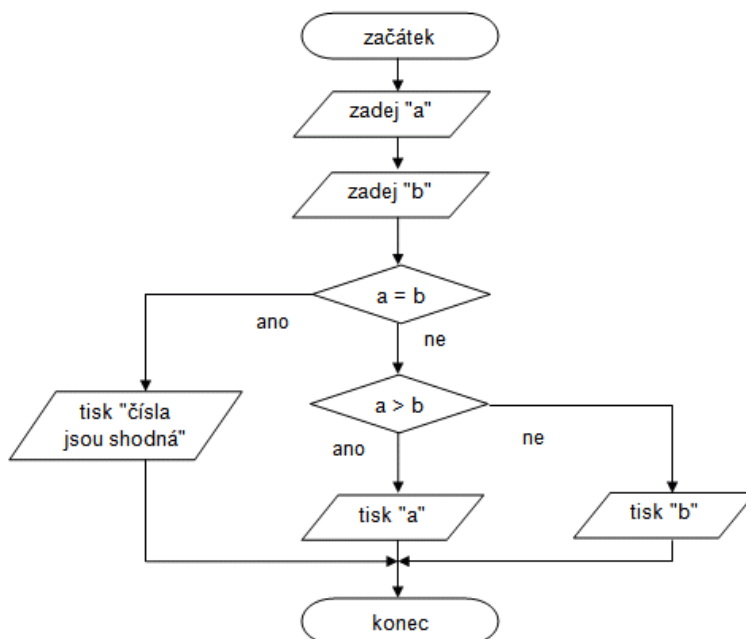 začátek
zadej "a"
zadej "b"
a = b
ano
ne
tisk "čísla
jsou shodná"
a > b
ano
ne
tisk "a"
tisk "b"
konec